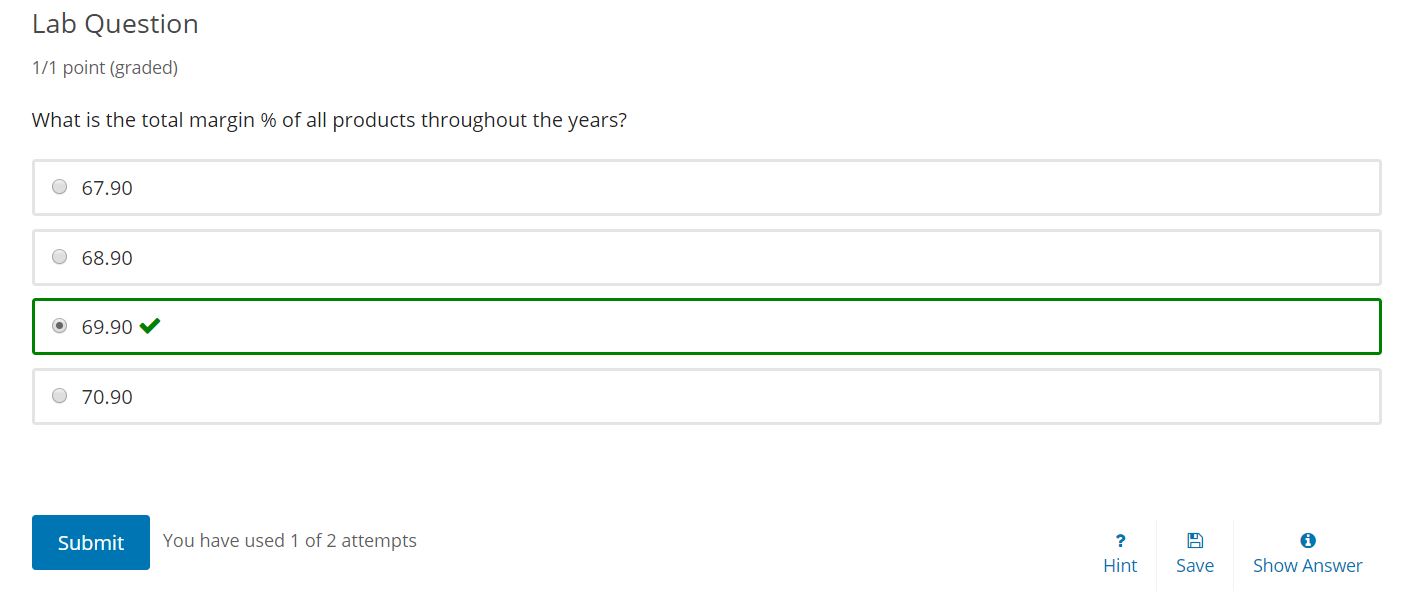 Lab Question
1/1 point (graded)
What is the total margin % of all products throughout the years?
67.90
68.90
69.90
70.90
Submit
You have used 1 of 2 attempts
?
Hint
Save
Show Answer